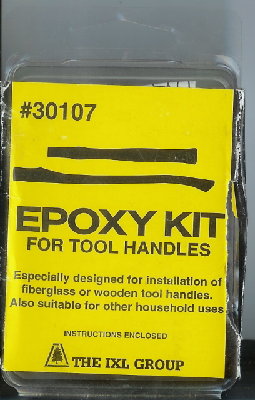 #30107
EPOXY KIT
FOR TOOL HANDLES
Especially designed for installation of
fiberglass or wooden tool handles.
Also suitable for other household uses
INSTRUCTIONS ENCLOSED
THE IXL GROUP